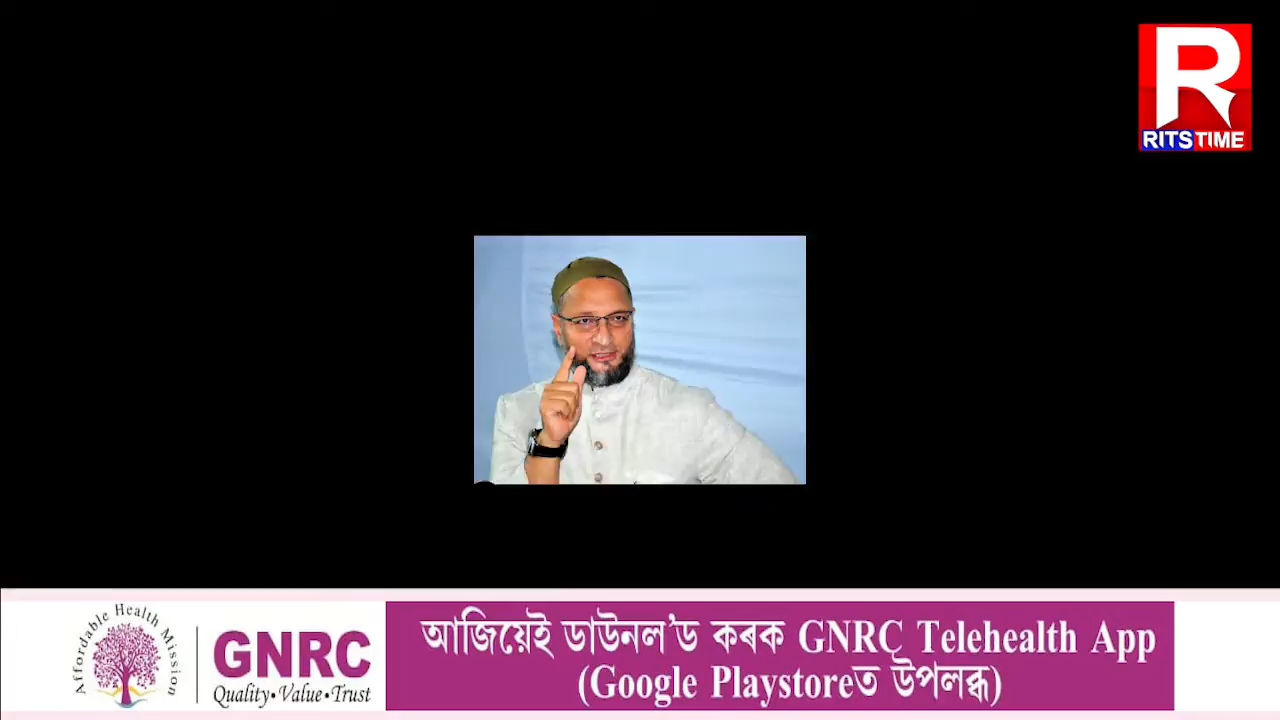 RITSTIME
Affordable Health Mission
GNRC
Quality•Value•Trust
আজিয়েই ডাউনল'ড কৰক GNRC Telehealth App
(Google Playstoreত উপলব্ধ)